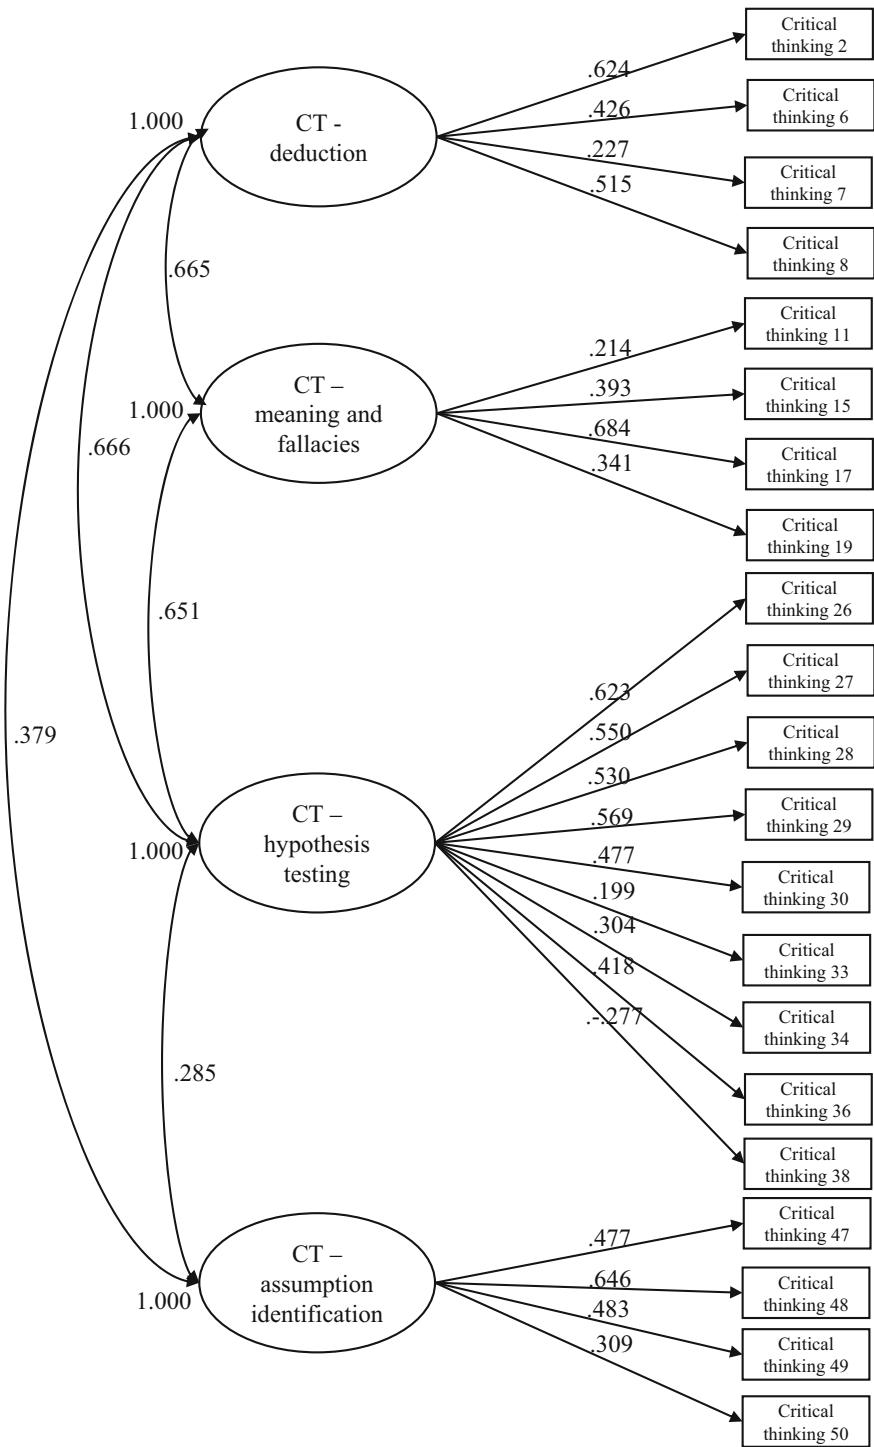 Critical
thinking 2
.624
Critical
thinking 6
.426
1.000
CT -
deduction
.227
Critical
thinking 7
.515
Critical
thinking 8
.665
Critical
thinking 11
.214
CT –
meaning and
fallacies
1.000
.393
Critical
thinking 15
.666
.684
Critical
thinking 17
.341
Critical
thinking 19
Critical
thinking 26
.651
.623
Critical
thinking 27
.550
.379
Critical
thinking 28
.530
CT –
hypothesis
testing
1.000
.569
Critical
thinking 29
.477
Critical
thinking 30
.199
Critical
thinking 33
.304
.418
Critical
thinking 34
.-.277
.285
Critical
thinking 36
Critical
thinking 38
Critical
thinking 47
.477
CT –
assumption
identification
1.000
.646
Critical
thinking 48
.483
Critical
thinking 49
.309
Critical
thinking 50